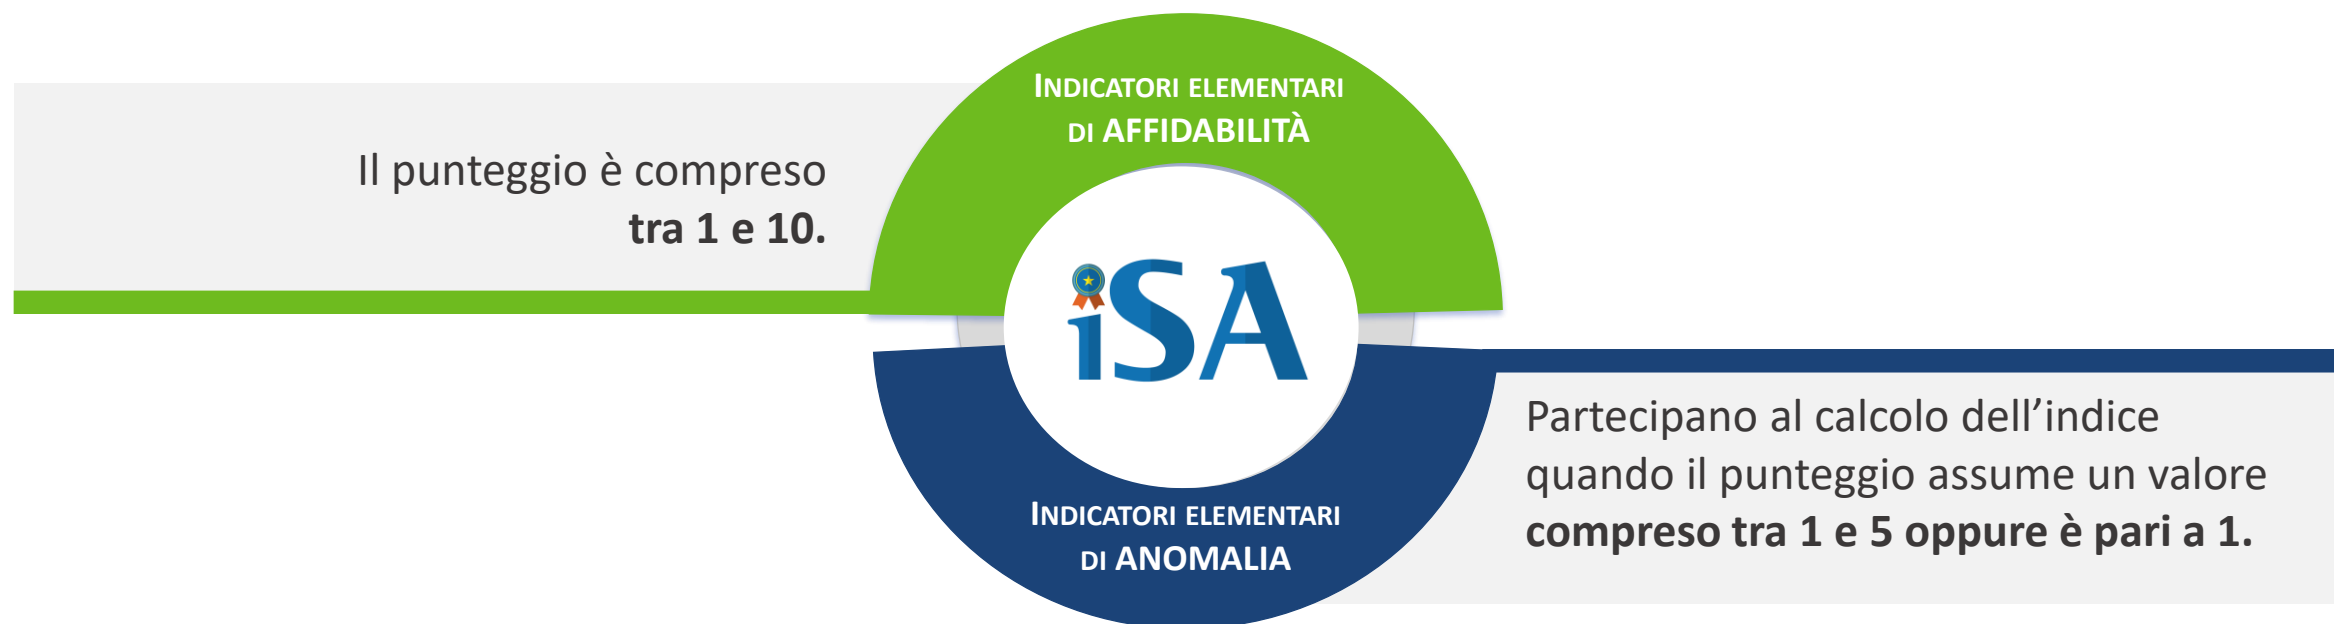 INDICATORI ELEMENTARI
DI AFFIDABILITÀ
Il punteggio è compreso
tra 1 e 10.
iSA
Partecipano al calcolo dell’indice
quando il punteggio assume un valore
compreso tra 1 e 5 oppure è pari a 1.
INDICATORI ELEMENTARI
DI ANOMALIA